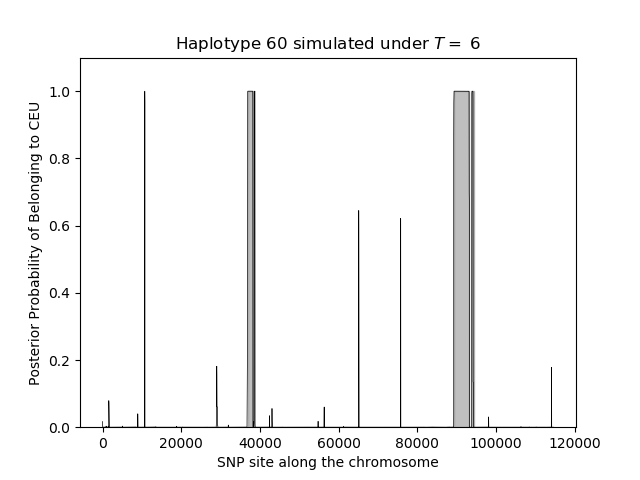 Haplotype 60 simulated under T = 6
Posterior Probability of Belonging to CEU
1.0
0.8
0.6
0.4
0.2
0.0
0 20000 40000 60000 80000 100000 120000
SNP site along the chromosome